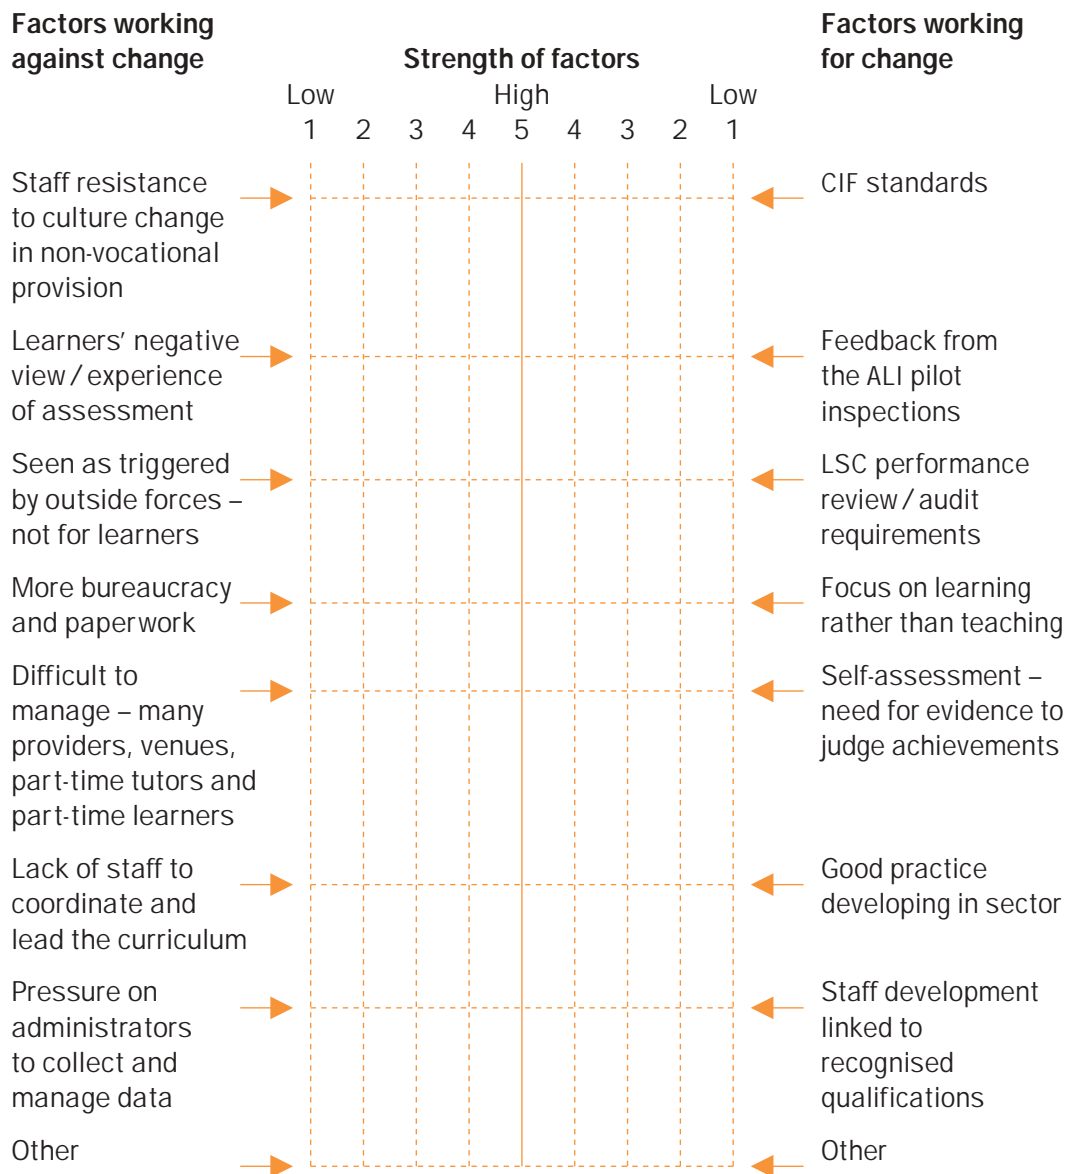 Factors working
against change
Strength of factors
Factors working
for change
Low High Low
1 2 3 4 5 4 3 2 1
Staff resistance
to culture change
in non-vocational
provision
CIF standards
Learners’ negative
view / experience
of assessment
Feedback from
the ALI pilot
inspections
Seen as triggered
by outside forces –
not for learners
LSC performance
review / audit
requirements
More bureaucracy
and paperwork
Focus on learning
rather than teaching
Difficult to
manage – many
providers, venues,
part-time tutors and
part-time learners
Self-assessment –
need for evidence to
judge achievements
Lack of staff to
coordinate and
lead the curriculum
Good practice
developing in sector
Pressure on
administrators
to collect and
manage data
Staff development
linked to
recognised
qualifications
Other
Other